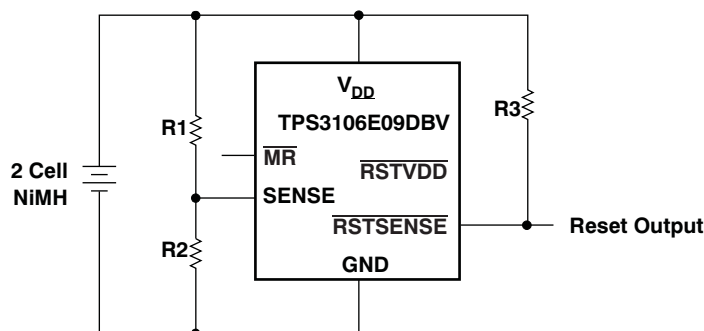 V_DD
TPS3106E09DBV
R1
R3
MR
2 Cell
NiMH
RSTVDD
SENSE
RSTSENSE
Reset Output
R2
GND